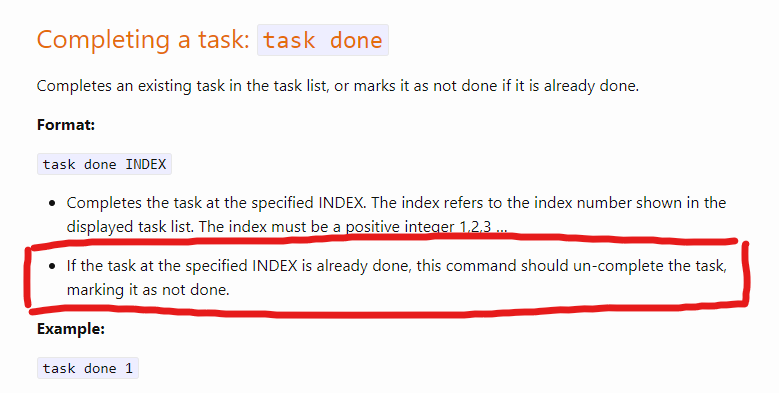 Completing a task: task done
Completes an existing task in the task list, or marks it as not done if it is already done.
Format:
task done INDEX
• Completes the task at the specified INDEX. The index refers to the index number shown in the
displayed task list. The index must be a positive integer 1,2,3 ...
• If the task at the specified INDEX is already done, this command should un-complete the task,
marking it as not done.
Example:
task done 1